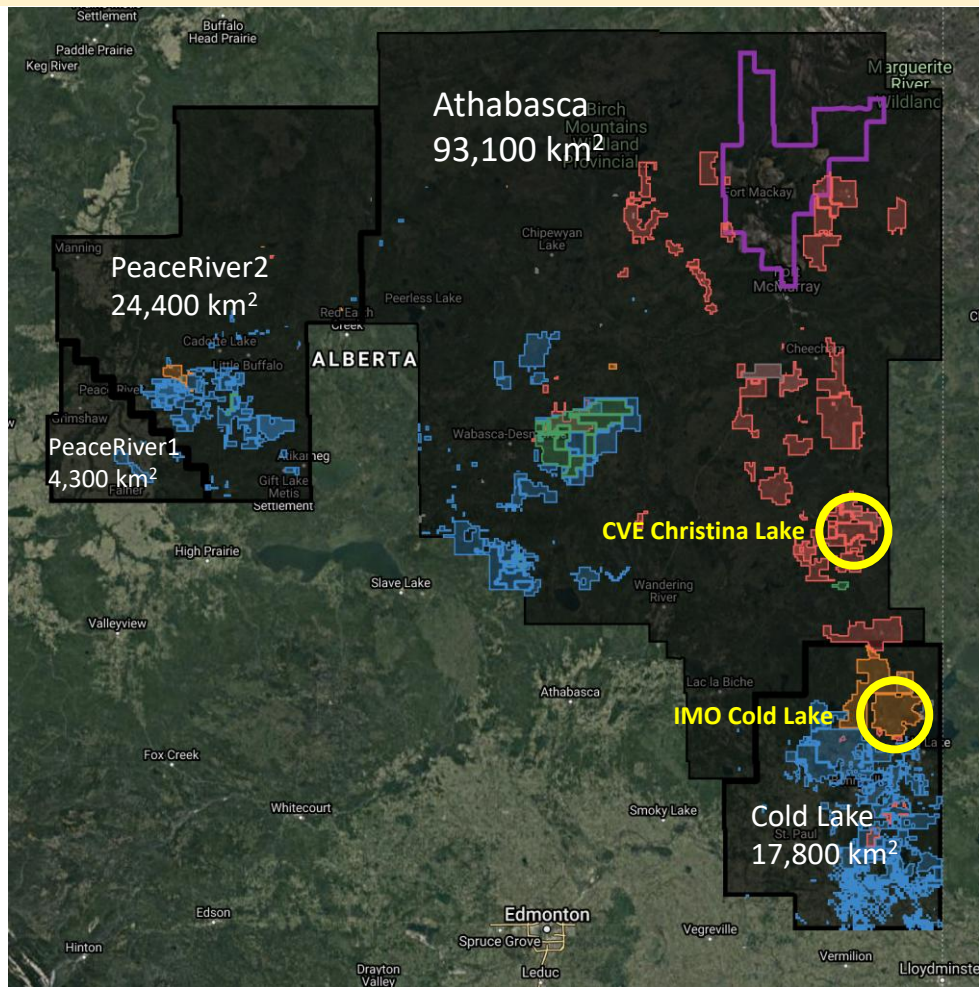 Settlement
Paddle Prairie
Keg River
Buffalo
Head Prairie
Marguerite
River
Wildland
Athabasca
93,100 km²
Birch
Mountains
Wildland
Provincial
Fort Mackay
Manning
Chipewyan
Lake
PeaceRiver2
24,400 km²
Fort
McMurray
Peerless Lake
Red Earth
Creek
Cadotte Lake
Little Buffalo
ALBERTA
Cheecham
Peace River
Grimshaw
PeaceRiver1
4,300 km²
Wabasca-Desmarais
Atikameg
Gift Lake
Metis
Settlement
Falher
CVE Christina Lake
High Prairie
Slave Lake
Wandering
River
Valleyview
Lac la Biche
Athabasca
IMO Cold Lake
Lake
Fox Creek
Whitecourt
Smoky Lake
Cold Lake
17,800 km²
St. Paul
Edson
Edmonton
Spruce Grove
Vegreville
Hinton
Drayton
Valley
Leduc
Vermilion
Lloydminster